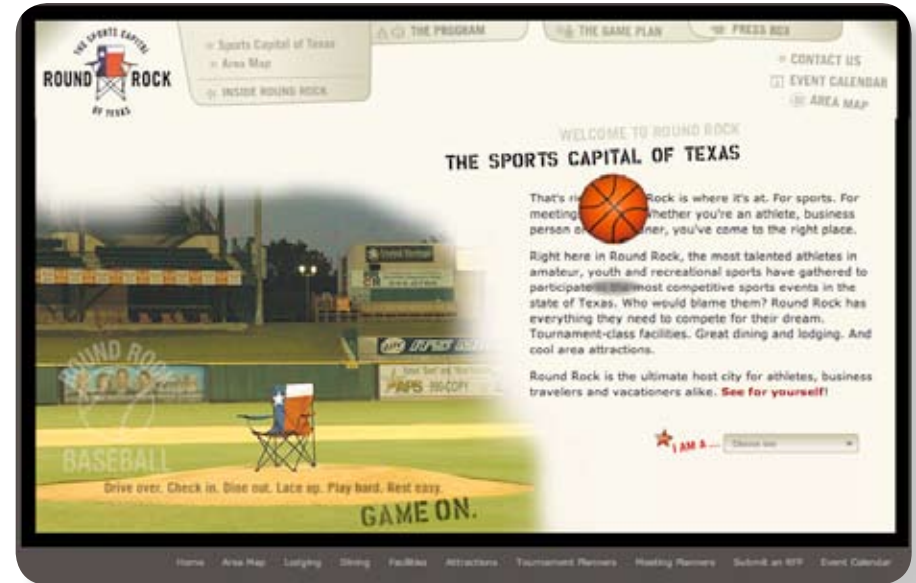 THE SPORTS CAPITAL
ROUND ROCK
OF TEXAS
Sports Capital of Texas
Area Map
INSIDE ROUND ROCK
THE PROGRAM
THE GAME PLAN
PRESS BOX
CONTACT US
EVENT CALENDAR
AREA MAP
WELCOME TO ROUND ROCK
THE SPORTS CAPITAL OF TEXAS
That's Rock is where it's at. For sports. For
meeting Whether you're an athlete, business
person you've come to the right place.
Right here in Round Rock, the most talented athletes in
amateur, youth and recreational sports have gathered to
participate most competitive sports events in the
state of Texas. Who would blame them? Round Rock has
everything they need to compete for their dream.
Tournament-class facilities. Great dining and lodging. And
cool area attractions.
Round Rock is the ultimate host city for athletes, business
travelers and vacationers alike. See for yourself!
I AM A...
ROUND ROCK
BASEBALL
Drive over. Check in. Dine out. Lace up. Play hard. Rest easy.
GAME ON.
Home Area Map Lodging Dining Facilities Attractions Tournament Planners Meeting Planners Submit an RFP Event Calendar